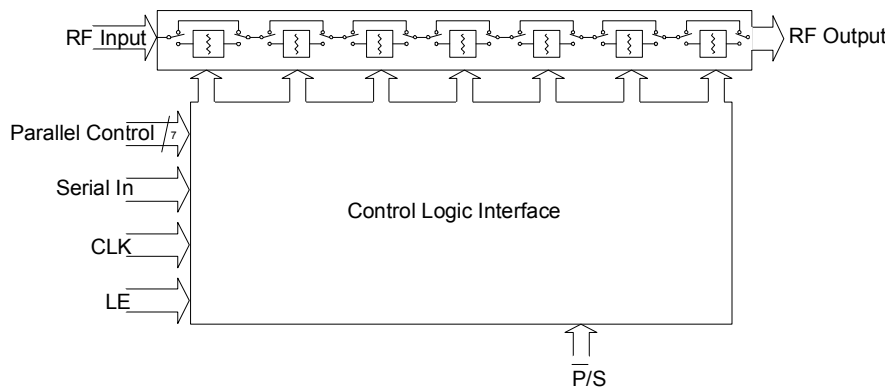 RF Input
RF Output
Parallel Control
7
Serial In
Control Logic Interface
CLK
LE
P̅/S